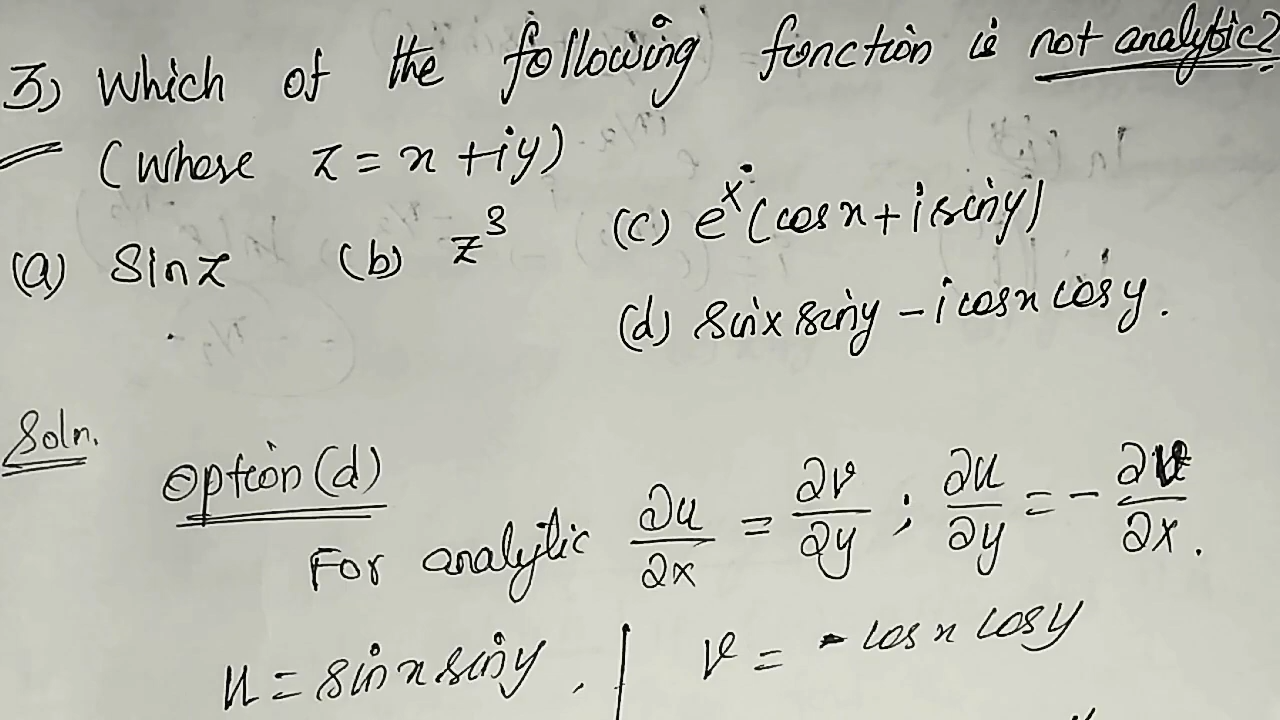 3) Which of the following function is not analytic?
(Where z = x + iy)
(a) Sin z (b) z³ (c) eˣ (cos x + i sin y)
(d) sin x sin y – i cos x cos y.
Soln.
Option (d)
For analytic ∂u/∂x = ∂v/∂y ; ∂u/∂y = – ∂v/∂x.
u = sin x sin y , | v = - cos x cos y